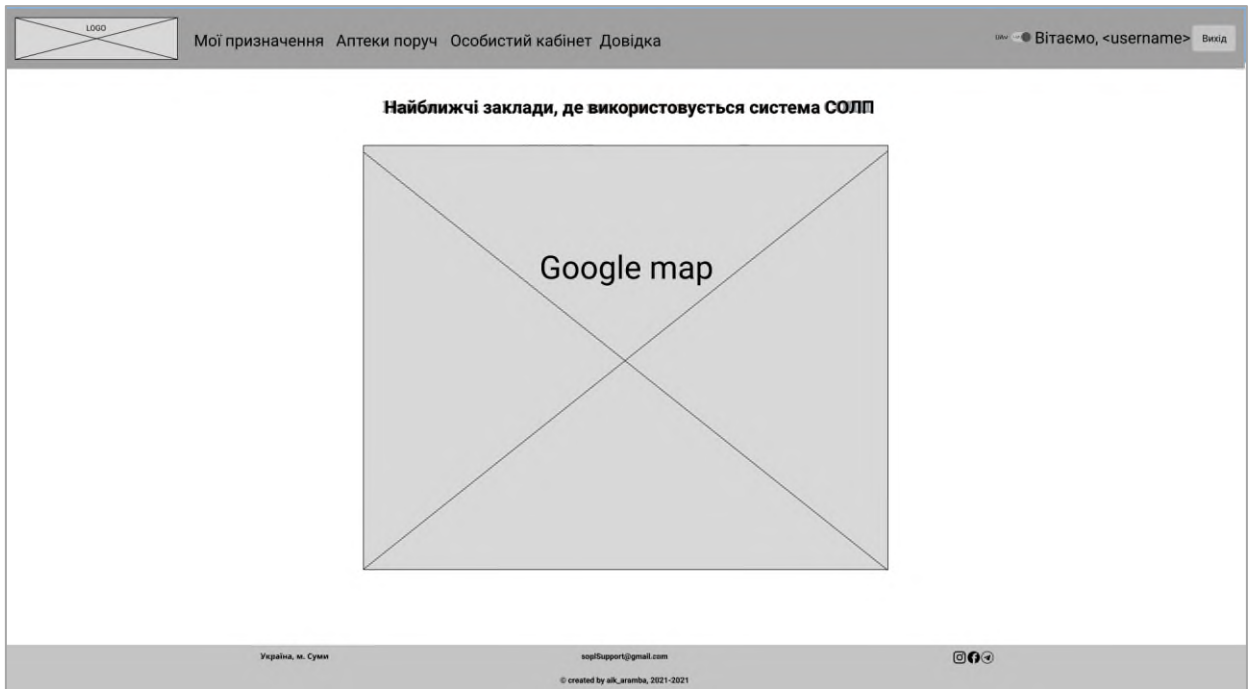 LOGO
Мої призначення Аптеки поруч Особистий кабінет Довідка
Вітаємо, <username> Вихід
Найближчі заклади, де використовується система СОЛП
Google map
Україна, м. Суми
soplSupport@gmail.com
© created by aik_aramba, 2021-2021